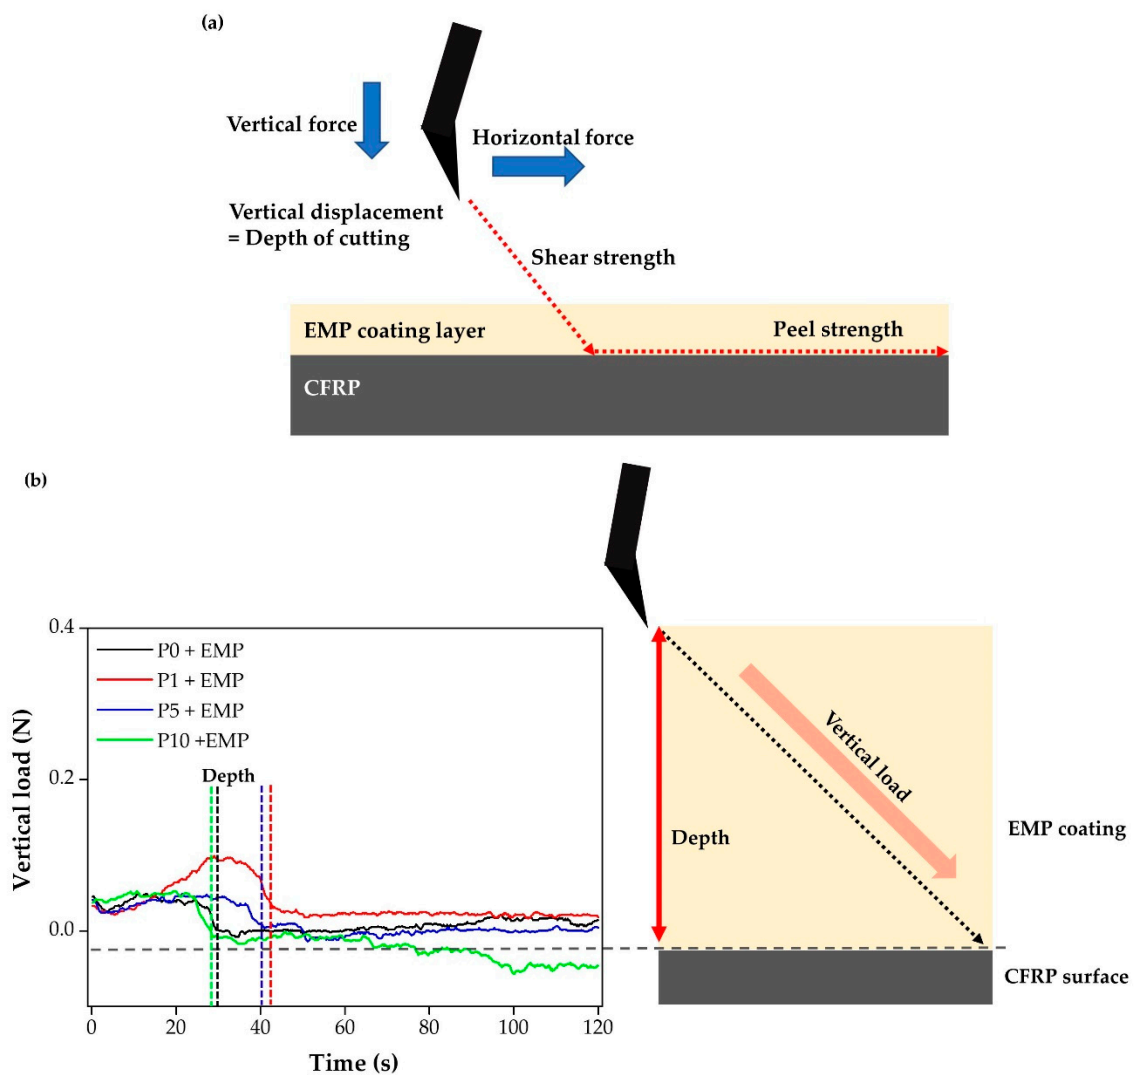 (a)
Vertical force
Horizontal force
Vertical displacement
= Depth of cutting
Shear strength
EMP coating layer
Peel strength
CFRP
(b)
0.4
P0 + EMP
P1 + EMP
P5 + EMP
P10 +EMP
Depth
0.2
0.0
Vertical load (N)
0
20
40
60
80
100
120
Time (s)
Vertical load
Depth
EMP coating
CFRP surface